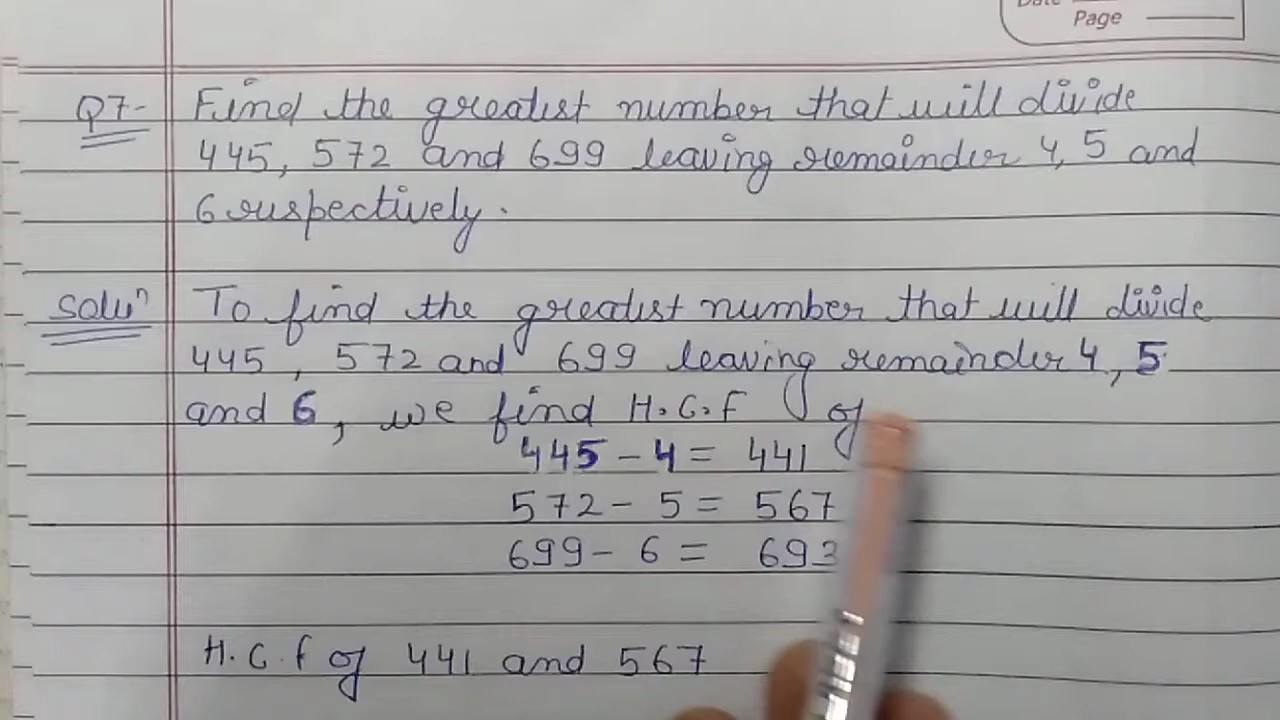 Page
Q7- Find the greatest number that will divide
445, 572 and 699 leaving remainder 4, 5 and
6 respectively.
Soluⁿ To find the greatest number that will divide
445, 572 and 699 leaving remainder 4, 5
and 6, we find H.C.F of
445 - 4 = 441
572 - 5 = 567
699 - 6 = 693
H.C.F of 441 and 567